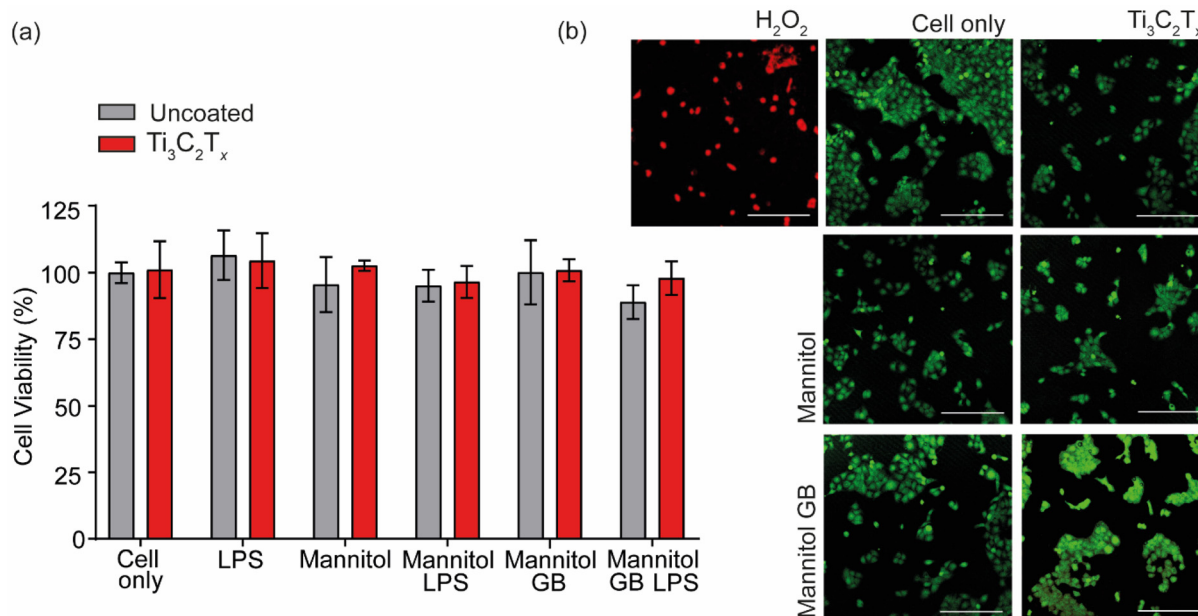 (a)
Uncoated
Ti₃C₂Tₓ
Cell Viability (%)
125
100
75
50
25
0
Cell only
LPS
Mannitol
Mannitol LPS
Mannitol GB
Mannitol GB LPS
(b)
H₂O₂
Cell only
Ti₃C₂Tₓ
Mannitol
Mannitol GB